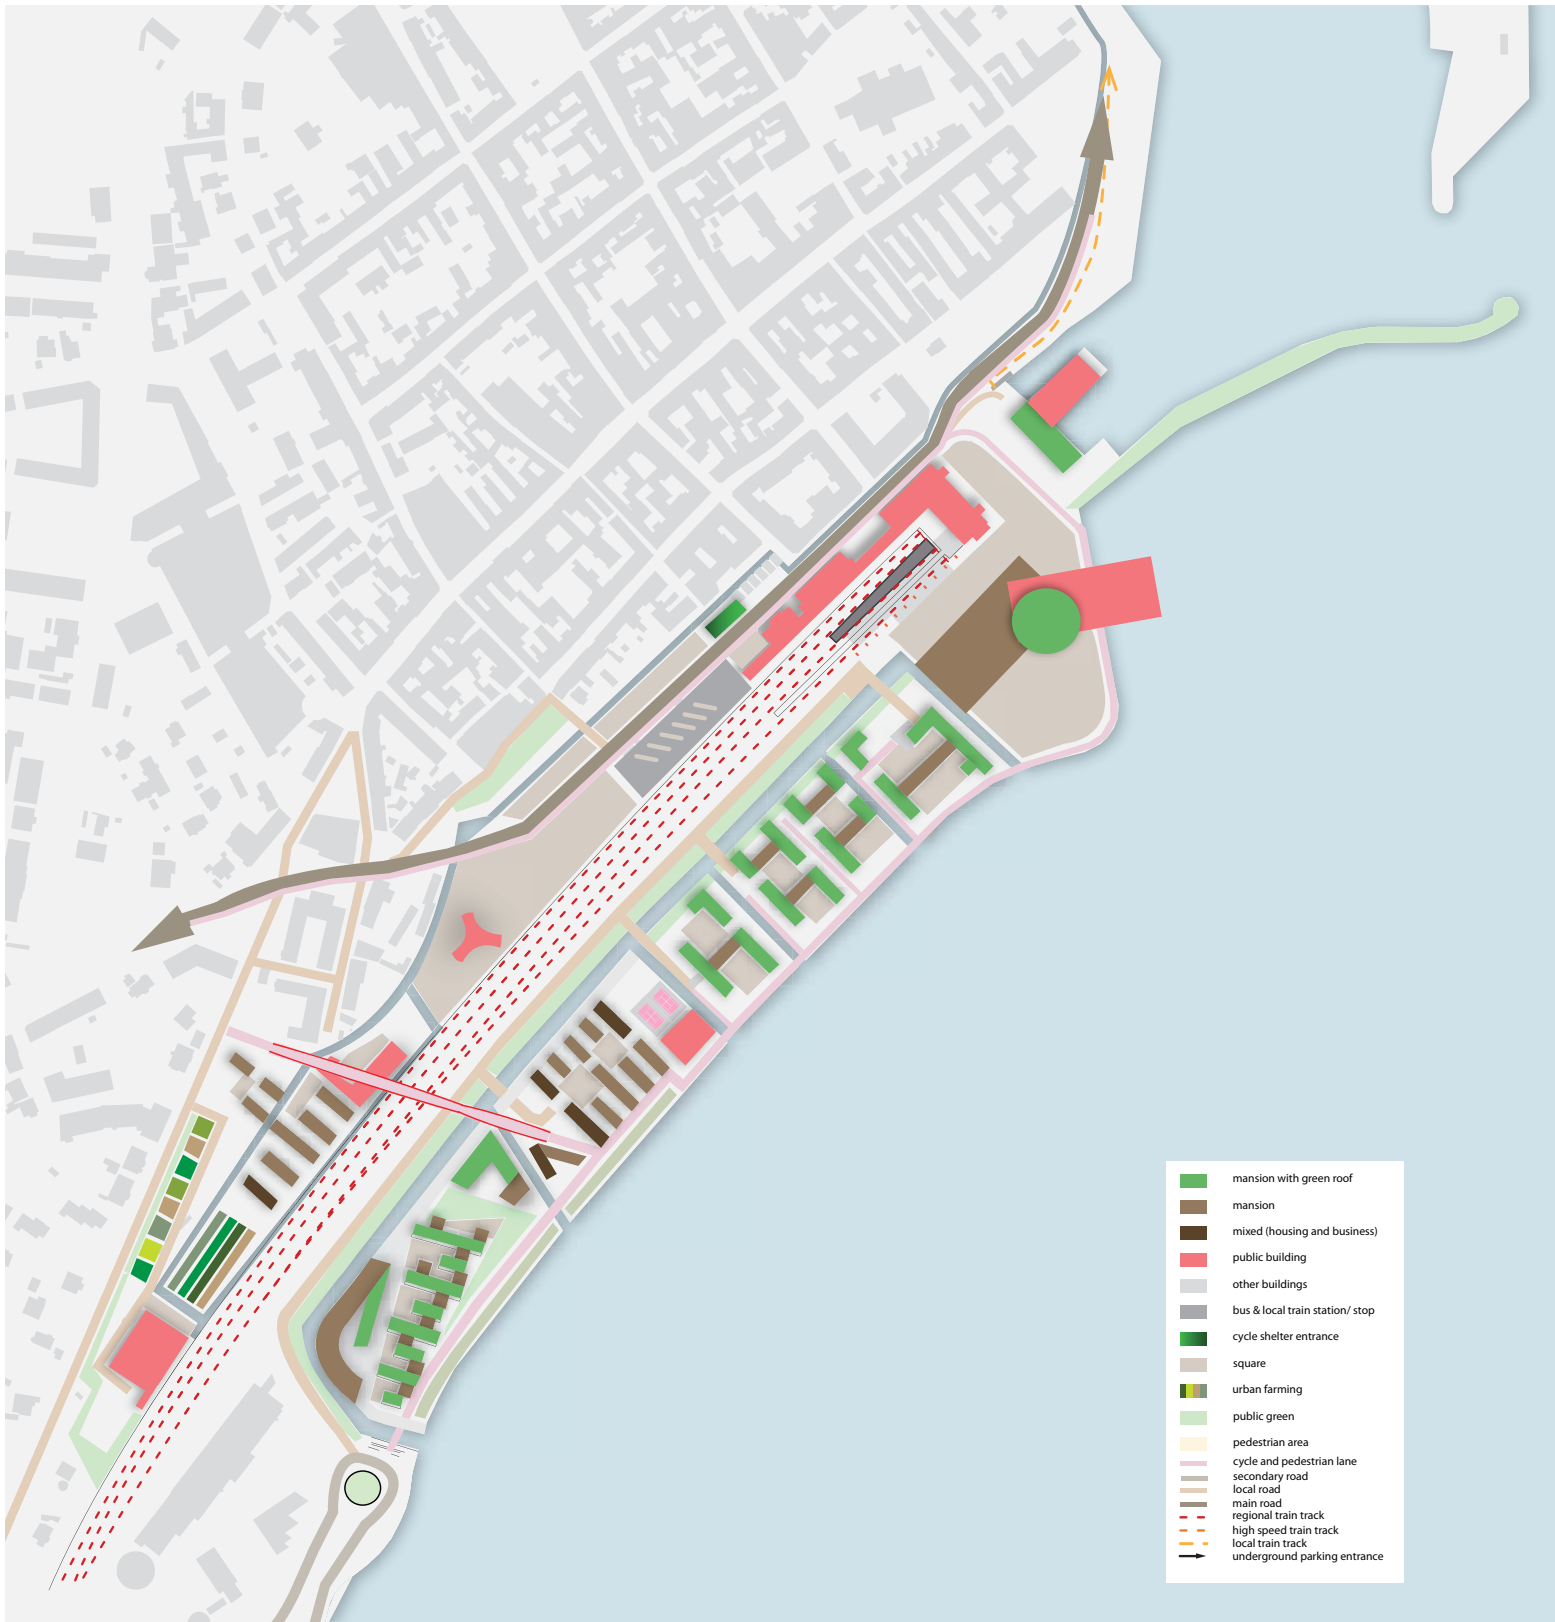 mansion with green roof
mansion
mixed (housing and business)
public building
other buildings
bus & local train station/ stop
cycle shelter entrance
square
urban farming
public green
pedestrian area
cycle and pedestrian lane
secondary road
local road
main road
regional train track
high speed train track
local train track
underground parking entrance